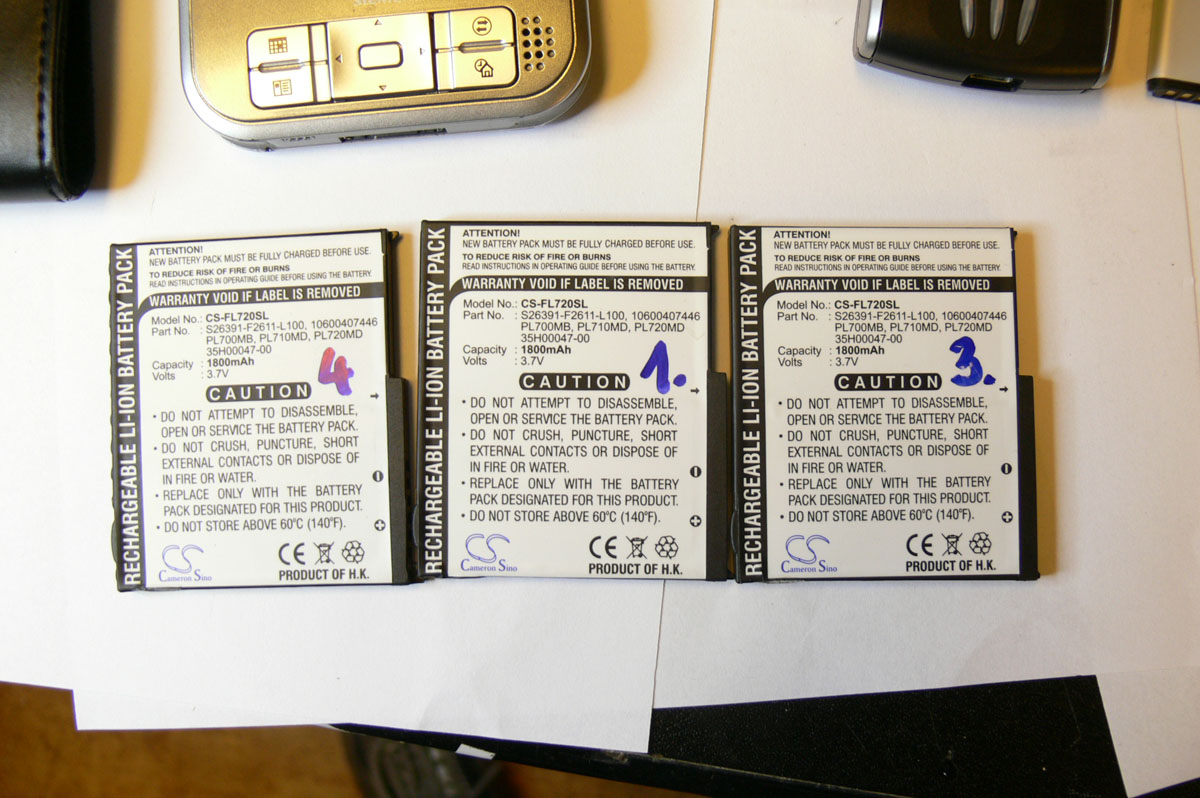 RECHARGEABLE LI-ION BATTERY PACK
ATTENTION!
NEW BATTERY PACK MUST BE FULLY CHARGED BEFORE USE.
TO REDUCE RISK OF FIRE OR BURNS
READ INSTRUCTIONS IN OPERATING GUIDE BEFORE USING THE BATTERY.
WARRANTY VOID IF LABEL IS REMOVED
Model No.: CS-FL720SL
Part No. : S26391-F2611-L100, 10600407446
PL700MB, PL710MD, PL720MD
35H00047-00
Capacity : 1800mAh
Volts : 3.7V
4.
CAUTION
• DO NOT ATTEMPT TO DISASSEMBLE,
OPEN OR SERVICE THE BATTERY PACK.
• DO NOT CRUSH, PUNCTURE, SHORT
EXTERNAL CONTACTS OR DISPOSE OF
IN FIRE OR WATER.
• REPLACE ONLY WITH THE BATTERY
PACK DESIGNATED FOR THIS PRODUCT.
• DO NOT STORE ABOVE 60°C (140°F).
CS CE
Cameron Sino
PRODUCT OF H.K.
RECHARGEABLE LI-ION BATTERY PACK
ATTENTION!
NEW BATTERY PACK MUST BE FULLY CHARGED BEFORE USE.
TO REDUCE RISK OF FIRE OR BURNS
READ INSTRUCTIONS IN OPERATING GUIDE BEFORE USING THE BATTERY.
WARRANTY VOID IF LABEL IS REMOVED
Model No.: CS-FL720SL
Part No. : S26391-F2611-L100, 10600407446
PL700MB, PL710MD, PL720MD
35H00047-00
Capacity : 1800mAh
Volts : 3.7V
1.
CAUTION
• DO NOT ATTEMPT TO DISASSEMBLE,
OPEN OR SERVICE THE BATTERY PACK.
• DO NOT CRUSH, PUNCTURE, SHORT
EXTERNAL CONTACTS OR DISPOSE OF
IN FIRE OR WATER.
• REPLACE ONLY WITH THE BATTERY
PACK DESIGNATED FOR THIS PRODUCT.
• DO NOT STORE ABOVE 60°C (140°F).
CS CE
Cameron Sino
PRODUCT OF H.K.
RECHARGEABLE LI-ION BATTERY PACK
ATTENTION!
NEW BATTERY PACK MUST BE FULLY CHARGED BEFORE USE.
TO REDUCE RISK OF FIRE OR BURNS
READ INSTRUCTIONS IN OPERATING GUIDE BEFORE USING THE BATTERY.
WARRANTY VOID IF LABEL IS REMOVED
Model No.: CS-FL720SL
Part No. : S26391-F2611-L100, 10600407446
PL700MB, PL710MD, PL720MD
35H00047-00
Capacity : 1800mAh
Volts : 3.7V
3.
CAUTION
• DO NOT ATTEMPT TO DISASSEMBLE,
OPEN OR SERVICE THE BATTERY PACK.
• DO NOT CRUSH, PUNCTURE, SHORT
EXTERNAL CONTACTS OR DISPOSE OF
IN FIRE OR WATER.
• REPLACE ONLY WITH THE BATTERY
PACK DESIGNATED FOR THIS PRODUCT.
• DO NOT STORE ABOVE 60°C (140°F).
CS CE
Cameron Sino
PRODUCT OF H.K.